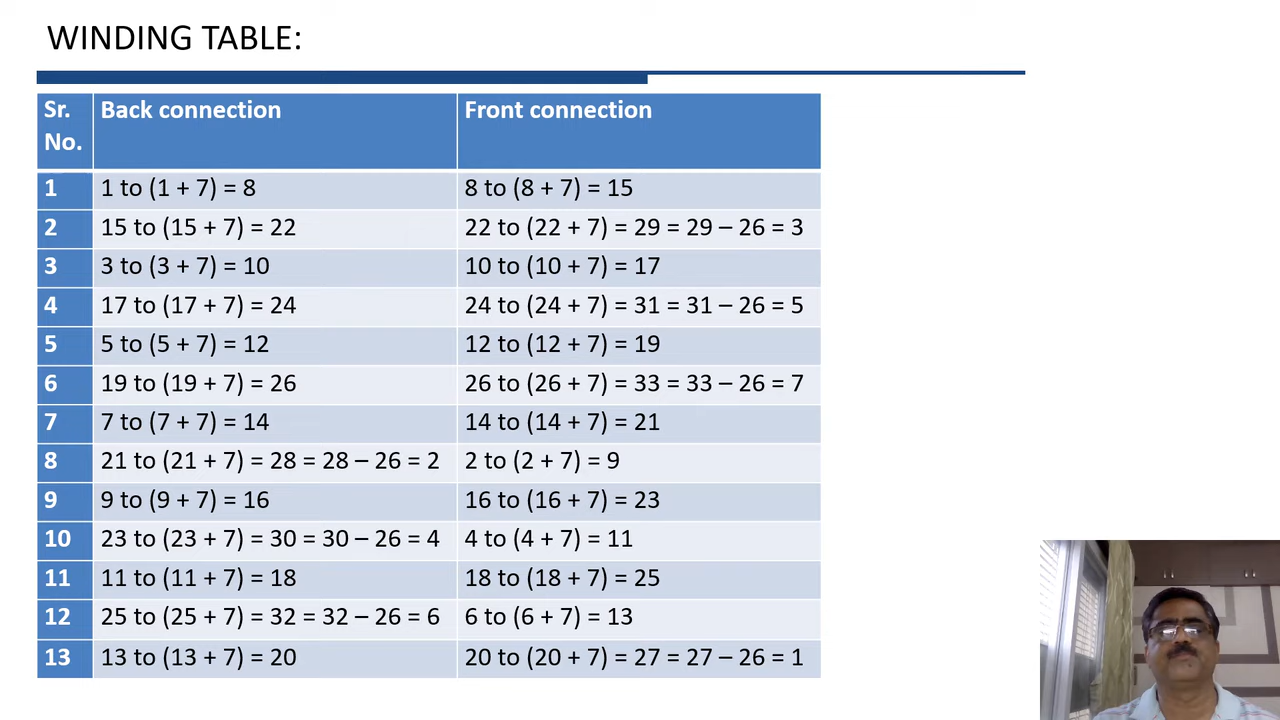 WINDING TABLE:
Sr. No. Back connection Front connection
1 1 to (1 + 7) = 8 8 to (8 + 7) = 15
2 15 to (15 + 7) = 22 22 to (22 + 7) = 29 = 29 – 26 = 3
3 3 to (3 + 7) = 10 10 to (10 + 7) = 17
4 17 to (17 + 7) = 24 24 to (24 + 7) = 31 = 31 – 26 = 5
5 5 to (5 + 7) = 12 12 to (12 + 7) = 19
6 19 to (19 + 7) = 26 26 to (26 + 7) = 33 = 33 – 26 = 7
7 7 to (7 + 7) = 14 14 to (14 + 7) = 21
8 21 to (21 + 7) = 28 = 28 – 26 = 2 2 to (2 + 7) = 9
9 9 to (9 + 7) = 16 16 to (16 + 7) = 23
10 23 to (23 + 7) = 30 = 30 – 26 = 4 4 to (4 + 7) = 11
11 11 to (11 + 7) = 18 18 to (18 + 7) = 25
12 25 to (25 + 7) = 32 = 32 – 26 = 6 6 to (6 + 7) = 13
13 13 to (13 + 7) = 20 20 to (20 + 7) = 27 = 27 – 26 = 1